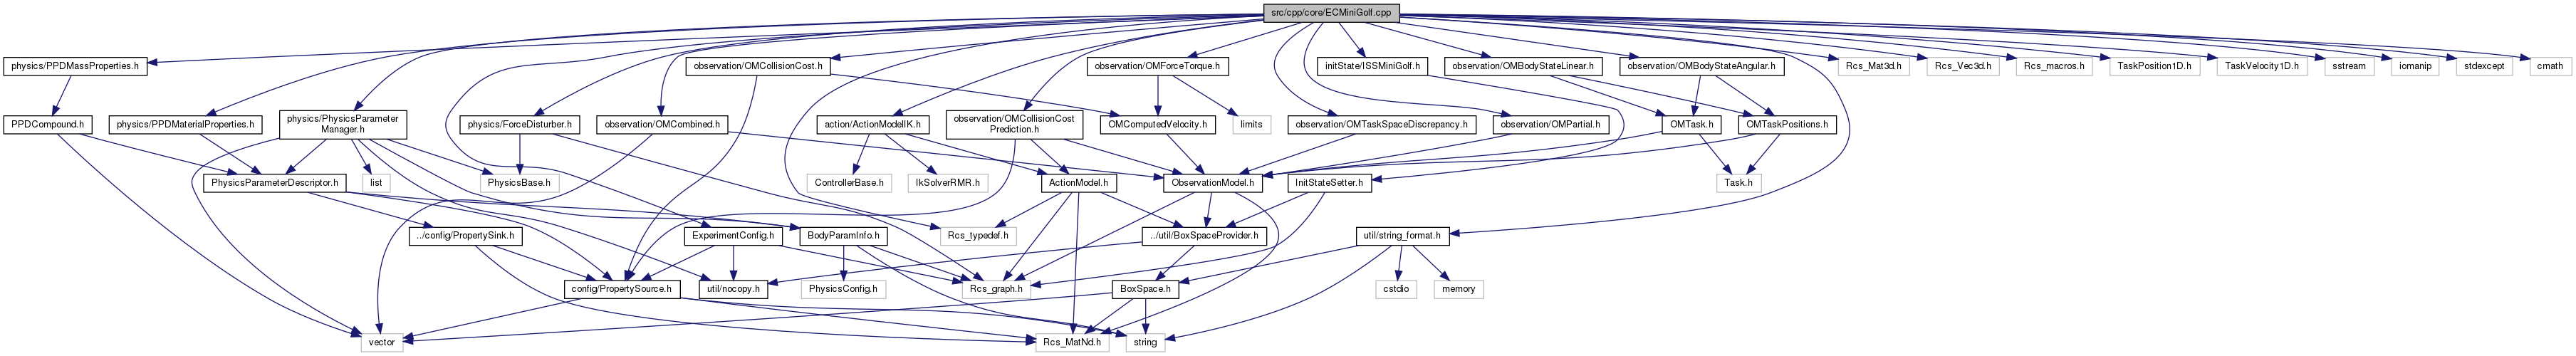 src/cpp/core/ECMiniGolf.cpp
physics/PPDMassProperties.h
observation/OMCollisionCost.h
observation/OMForceTorque.h
initState/ISSMiniGolf.h
observation/OMBodyStateLinear.h
observation/OMBodyStateAngular.h
Rcs_Mat3d.h
Rcs_Vec3d.h
Rcs_macros.h
TaskPosition1D.h
TaskVelocity1D.h
sstream
iomanip
stdexcept
cmath
PPDCompound.h
physics/PPDMaterialProperties.h
physics/PhysicsParameter
Manager.h
physics/ForceDisturber.h
observation/OMCombined.h
action/ActionModelIK.h
observation/OMCollisionCost
Prediction.h
OMComputedVelocity.h
limits
observation/OMTaskSpaceDiscrepancy.h
observation/OMPartial.h
OMTask.h
OMTaskPositions.h
PhysicsParameterDescriptor.h
list
PhysicsBase.h
ControllerBase.h
IkSolverRMR.h
ActionModel.h
ObservationModel.h
InitStateSetter.h
Task.h
../config/PropertySink.h
ExperimentConfig.h
BodyParamInfo.h
Rcs_typedef.h
../util/BoxSpaceProvider.h
util/string_format.h
config/PropertySource.h
util/nocopy.h
PhysicsConfig.h
Rcs_graph.h
BoxSpace.h
cstdio
memory
vector
Rcs_MatNd.h
string